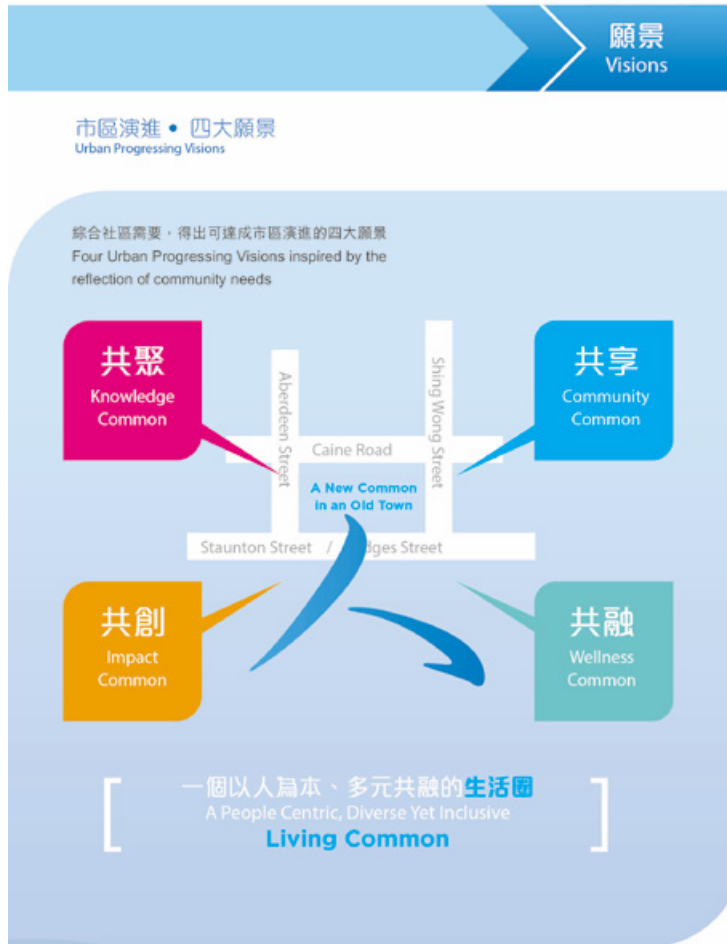 願景
Visions
市區演進 • 四大願景
Urban Progressing Visions
綜合社區需要，得出可達成市區演進的四大願景
Four Urban Progressing Visions inspired by the
reflection of community needs
共聚
Knowledge
Common
共享
Community
Common
Aberdeen Street
Shing Wong Street
Caine Road
A New Common
in an Old Town
Staunton Street /
dges Street
共創
Impact
Common
人
共融
Wellness
Common
一個以人為本、多元共融的生活圈
A People Centric, Diverse Yet Inclusive
Living Common